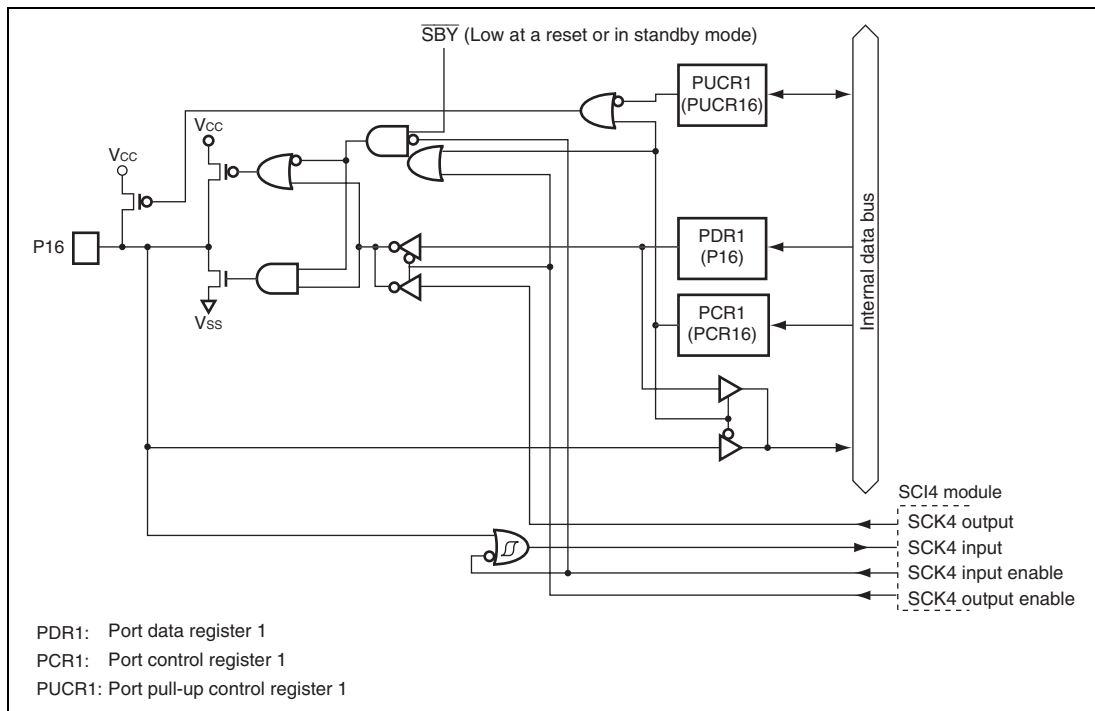 SBY (Low at a reset or in standby mode)
PUCR1
(PUCR16)
VCC
VCC
P16
PDR1
(P16)
Internal data bus
VSS
PCR1
(PCR16)
SCI4 module
SCK4 output
SCK4 input
SCK4 input enable
SCK4 output enable
PDR1: Port data register 1
PCR1: Port control register 1
PUCR1: Port pull-up control register 1